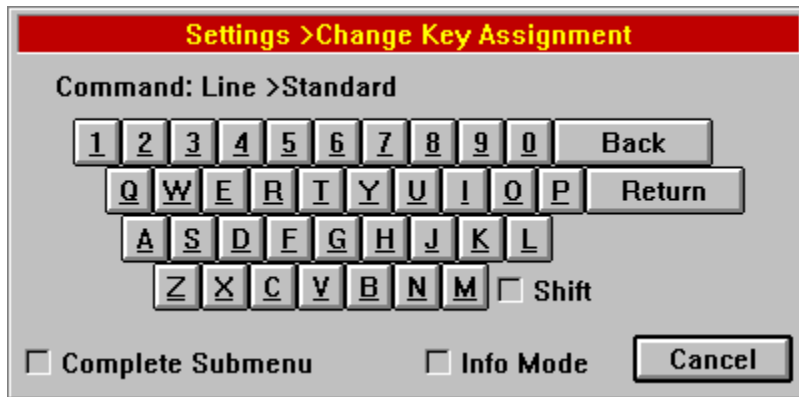 Settings >Change Key Assignment
Command: Line >Standard
1 2 3 4 5 6 7 8 9 0 Back
Q W E R T Y U I O P Return
A S D F G H J K L
Z X C V B N M Shift
Complete Submenu Info Mode Cancel